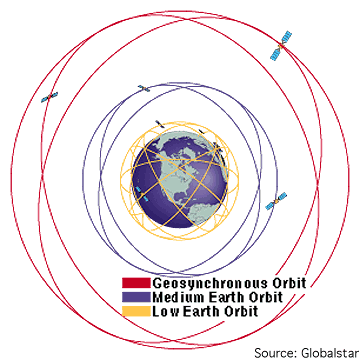 Geosynchronous Orbit
Medium Earth Orbit
Low Earth Orbit
Source: Globalstar